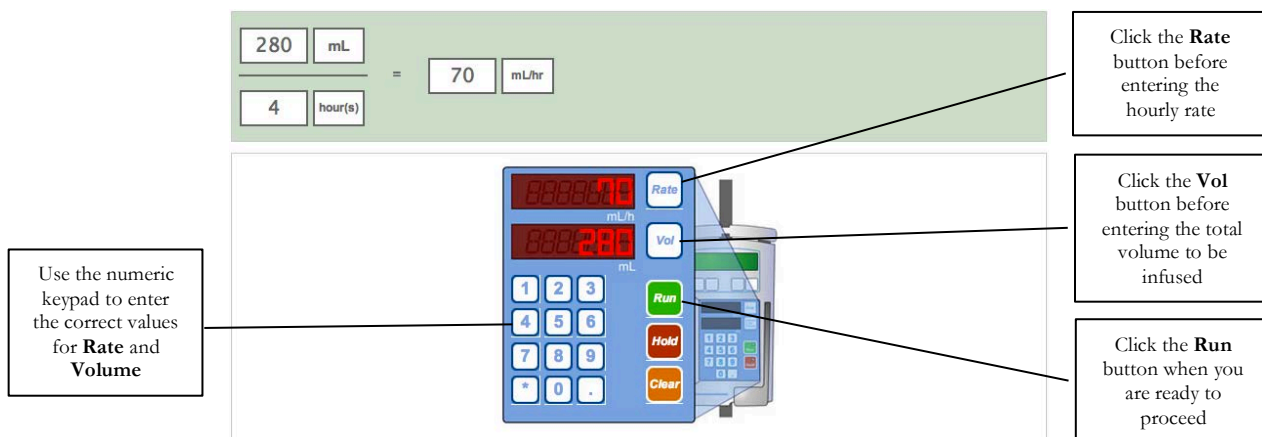 280 mL
4 hour(s)
= 70 mL/hr
Click the Rate
button before
entering the
hourly rate
70 Rate
mL/h
280 Vol
mL
Click the Vol
button before
entering the total
volume to be
infused
Use the numeric
keypad to enter
the correct values
for Rate and
Volume
1 2 3
4 5 6
7 8 9
* 0 .
Run
Hold
Clear
Click the Run
button when you
are ready to
proceed